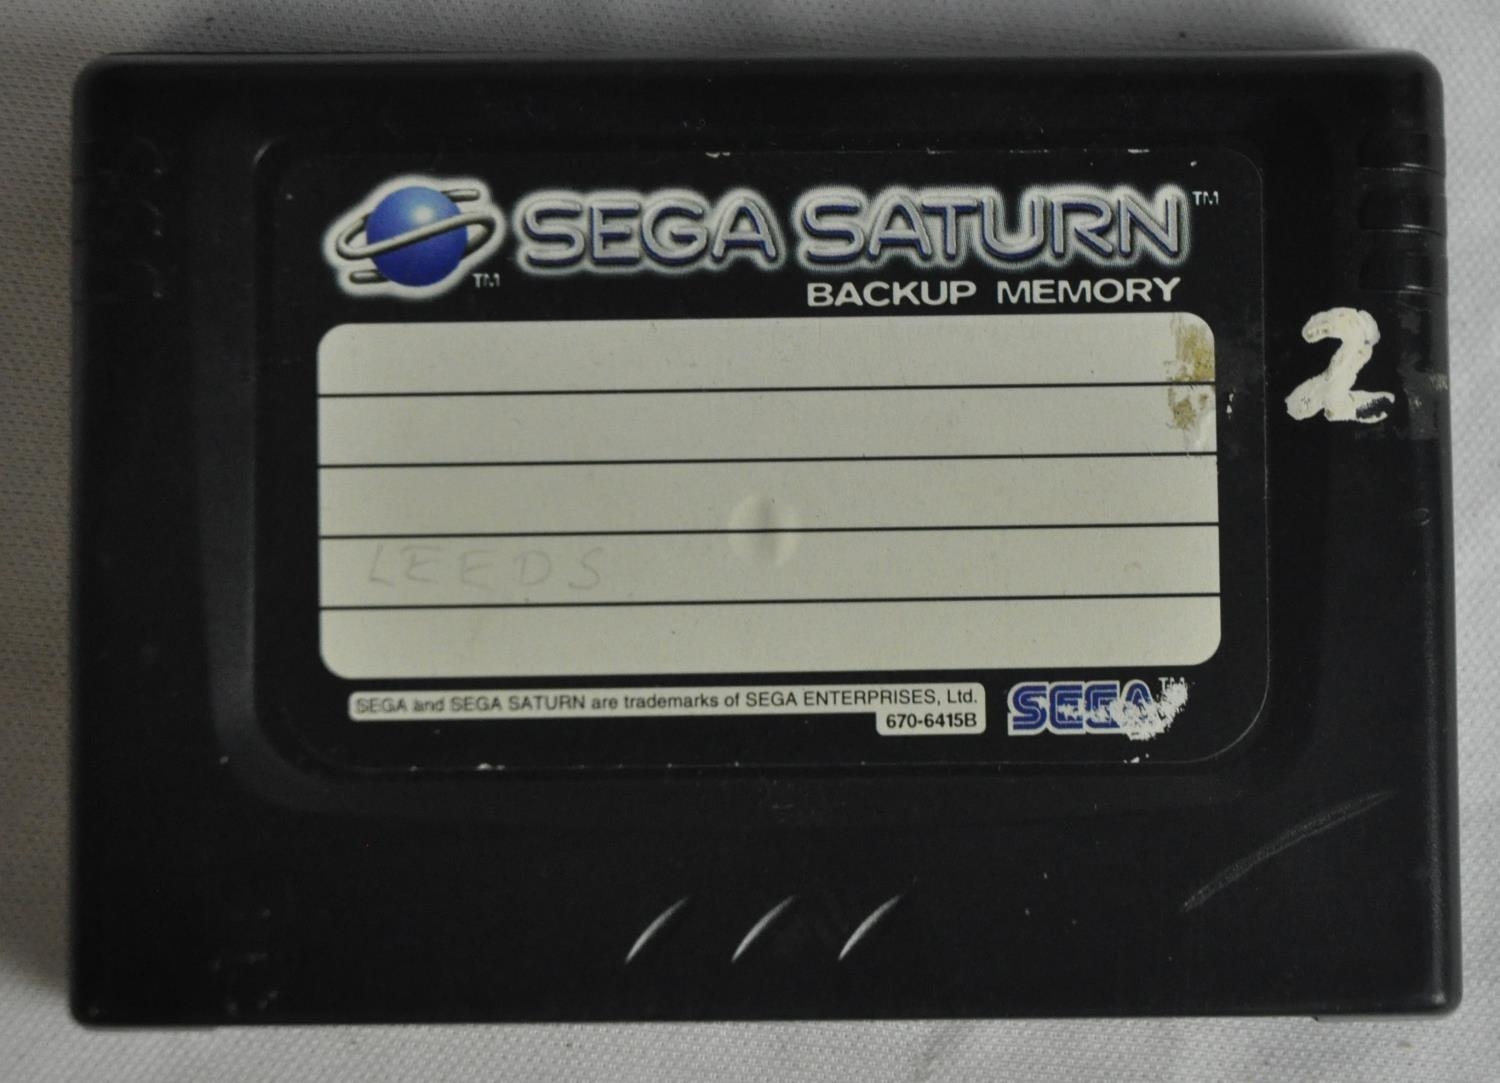 SEGA SATURN™
™
BACKUP MEMORY
2
LEEDS
SEGA and SEGA SATURN are trademarks of SEGA ENTERPRISES, Ltd.
670-6415B
SEGA™